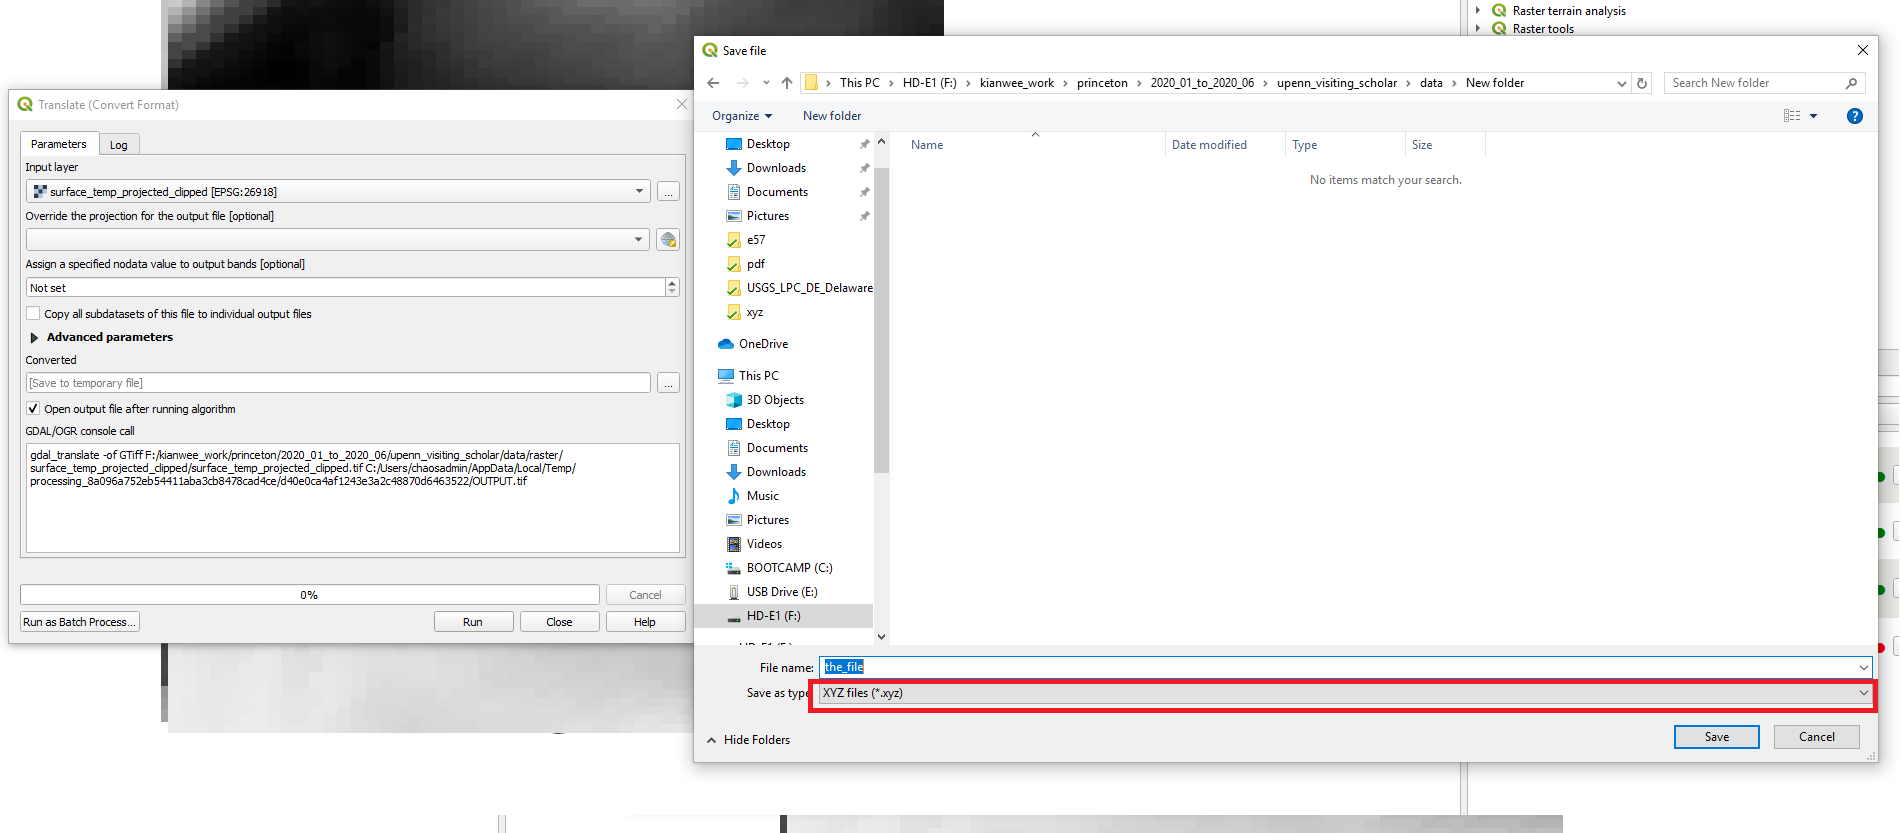 Raster terrain analysis
Raster tools
Translate (Convert Format)
Parameters
Log
Input layer
surface_temp_projected_clipped [EPSG:26918]
...
Override the projection for the output file [optional]
Assign a specified nodata value to output bands [optional]
Not set
Copy all subdatasets of this file to individual output files
Advanced parameters
Converted
[Save to temporary file]
...
Open output file after running algorithm
GDAL/OGR console call
gdal_translate -of GTiff F:/kianwee_work/princeton/2020_01_to_2020_06/upenn_visiting_scholar/data/raster/
surface_temp_projected_clipped/surface_temp_projected_clipped.tif C:/Users/chaosadmin/AppData/Local/Temp/
processing_8a096a752eb54411aba3cb8478cad4ce/d40e0ca4af1243e3a2c48870d6463522/OUTPUT.tif
0%
Cancel
Run as Batch Process...
Run
Close
Help
Save file
This PC
HD-E1 (F:)
kianwee_work
princeton
2020_01_to_2020_06
upenn_visiting_scholar
data
New folder
Search New folder
Organize
New folder
?
Name
Date modified
Type
Size
No items match your search.
Desktop
Downloads
Documents
Pictures
e57
pdf
USGS_LPC_DE_Delaware
xyz
OneDrive
This PC
3D Objects
Desktop
Documents
Downloads
Music
Pictures
Videos
BOOTCAMP (C:)
USB Drive (E:)
HD-E1 (F:)
File name:
the_file
Save as type
XYZ files (*.xyz)
Hide Folders
Save
Cancel